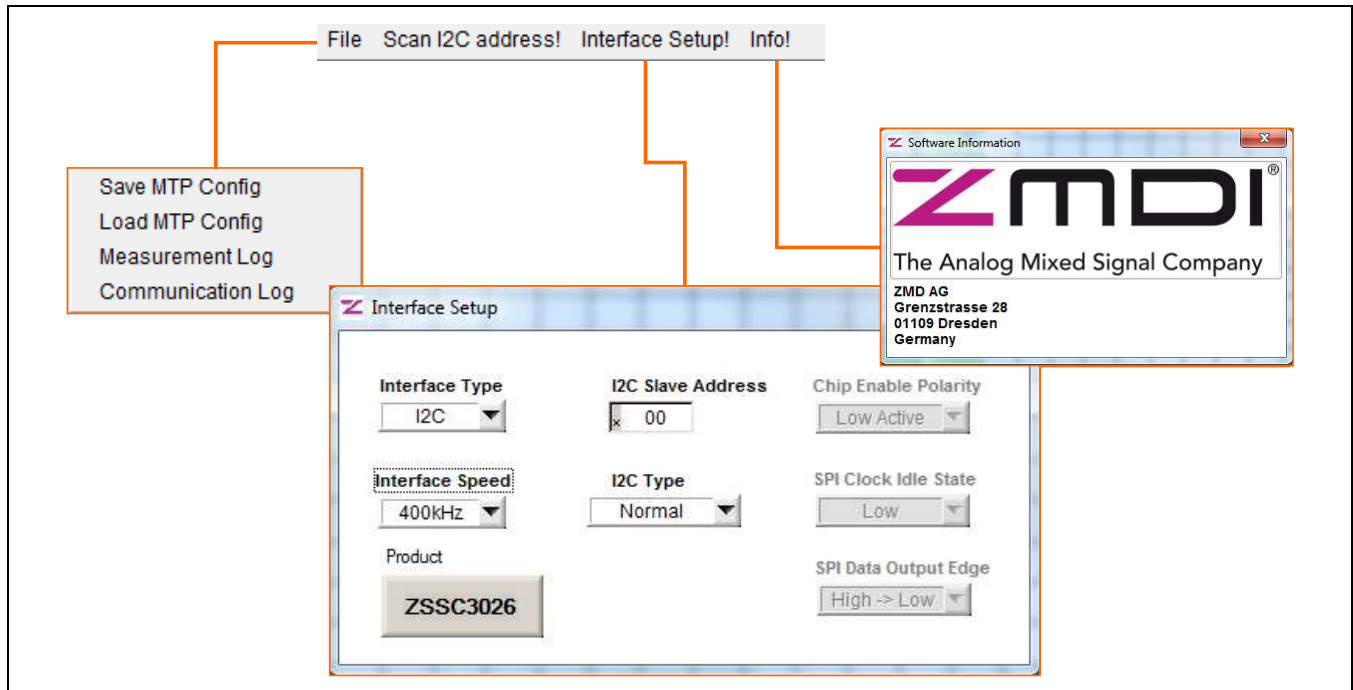 File Scan I2C address! Interface Setup! Info!
Save MTP Config
Load MTP Config
Measurement Log
Communication Log
Software Information
x
ZMDI®
The Analog Mixed Signal Company
ZMD AG
Grenzstrasse 28
01109 Dresden
Germany
Interface Setup
Interface Type
I2C
I2C Slave Address
x 00
Chip Enable Polarity
Low Active
Interface Speed
400kHz
I2C Type
Normal
SPI Clock Idle State
Low
Product
ZSSC3026
SPI Data Output Edge
High -> Low